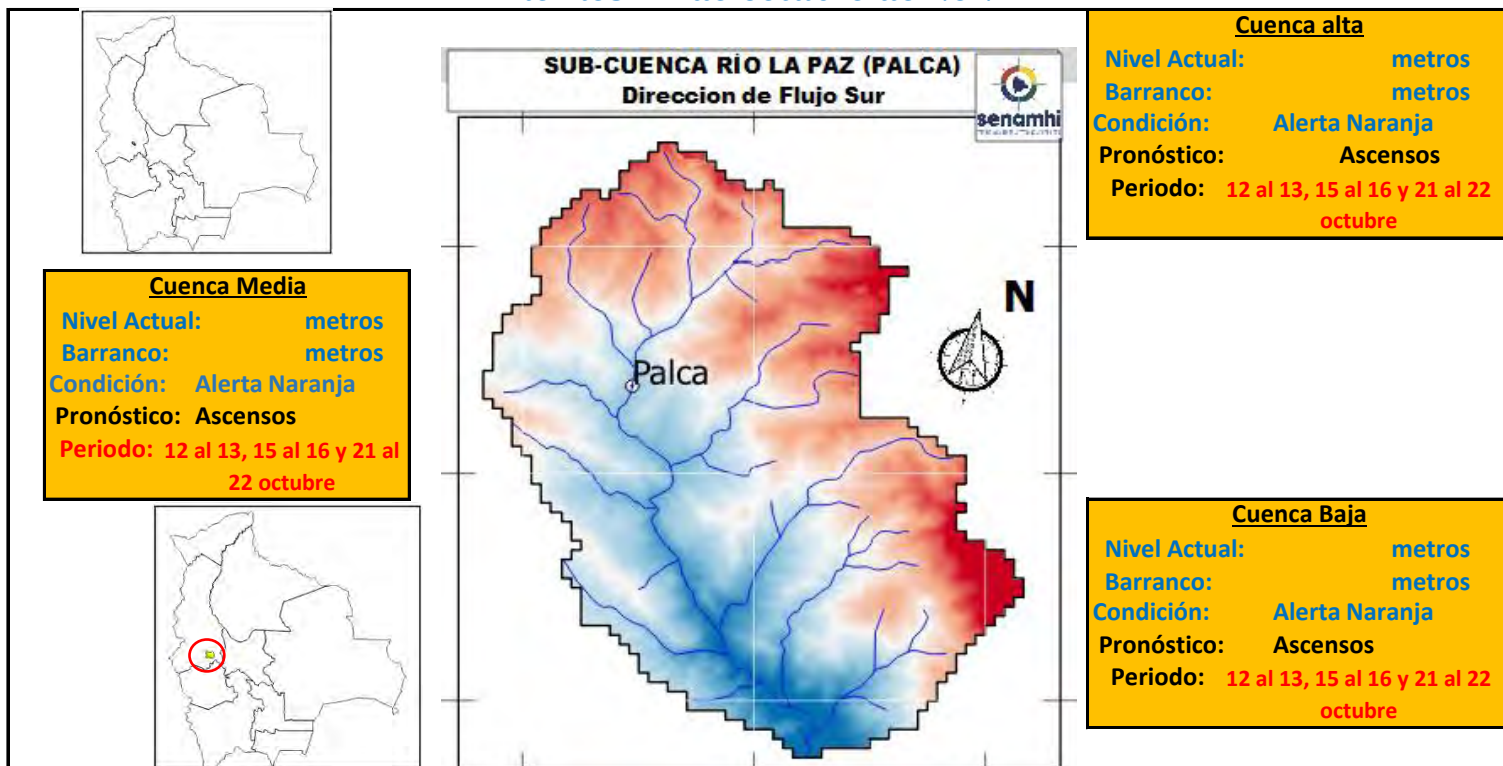 SUB-CUENCA RÍO LA PAZ (PALCA)
Direccion de Flujo Sur
senamhi
Palca
N
Cuenca alta
Nivel Actual: metros
Barranco: metros
Condición: Alerta Naranja
Pronóstico: Ascensos
Periodo: 12 al 13, 15 al 16 y 21 al 22
octubre
Cuenca Media
Nivel Actual: metros
Barranco: metros
Condición: Alerta Naranja
Pronóstico: Ascensos
Periodo: 12 al 13, 15 al 16 y 21 al
22 octubre
Cuenca Baja
Nivel Actual: metros
Barranco: metros
Condición: Alerta Naranja
Pronóstico: Ascensos
Periodo: 12 al 13, 15 al 16 y 21 al 22
octubre